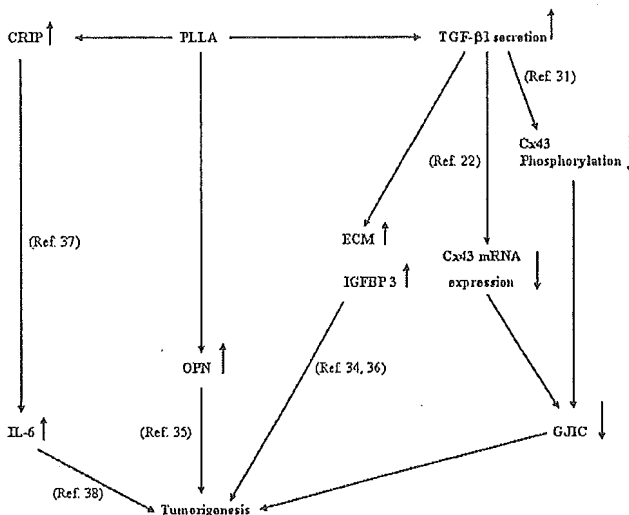 CRIP PLLA TGF-β1 secretion
(Ref. 31)
Cx43
Phosphorylation
(Ref. 22)
(Ref. 37)
ECM
Cx43 mRNA
IGFBP 3
expression
OPN
(Ref. 34, 36)
IL-6
(Ref. 35)
GJIC
(Ref. 38)
Tumorigenesis